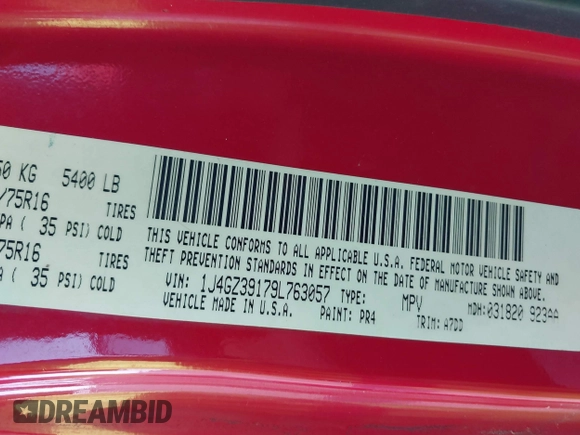 50 KG 5400 LB
/75R16 TIRES
PA ( 35 PSI) COLD
75R16 TIRES
PA ( 35 PSI) COLD
THIS VEHICLE CONFORMS TO ALL APPLICABLE U.S.A. FEDERAL MOTOR VEHICLE SAFETY AND
THEFT PREVENTION STANDARDS IN EFFECT ON THE DATE OF MANUFACTURE SHOWN ABOVE.
VIN: 1J4GZ39179L763057 TYPE: MPV MDH:031820 923AA
VEHICLE MADE IN U.S.A. PAINT: PR4 TRIM: A7DD
DREAMBID